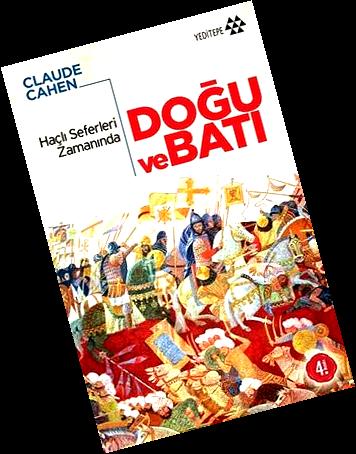 YEDİTEPE
CLAUDE
CAHEN
Haçlı Seferleri
Zamanında
DOĞU
ve BATI
4.